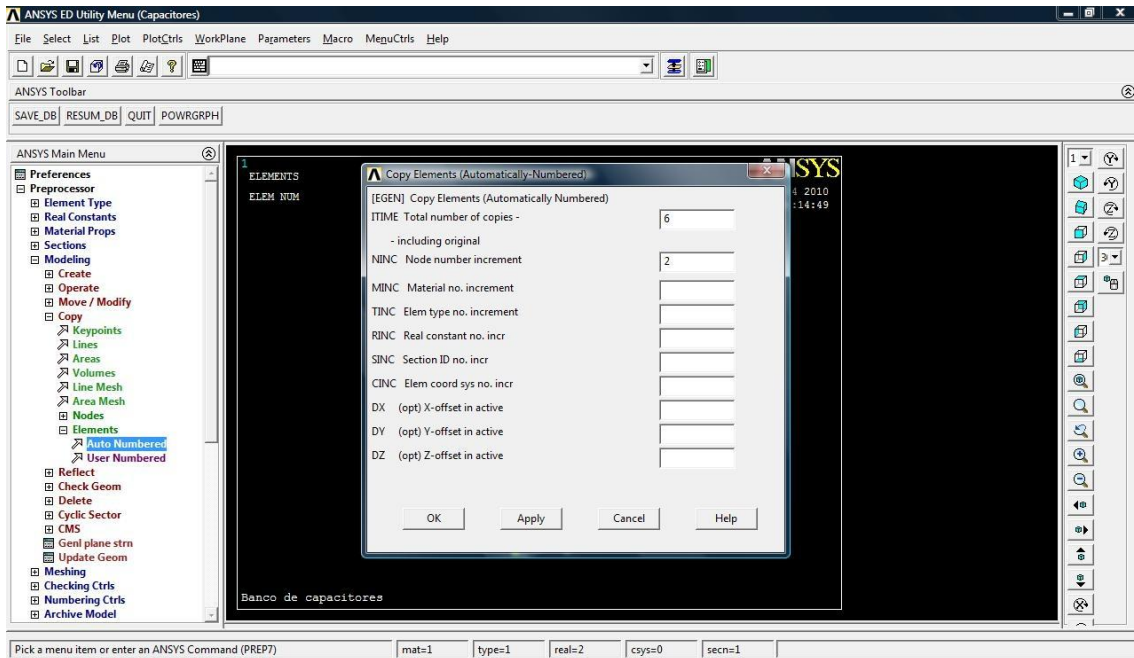 ANSYS ED Utility Menu (Capacitores)
File Select List Plot PlotCtrls WorkPlane Parameters Macro MenuCtrls Help
ANSYS Toolbar
SAVE_DB RESUM_DB QUIT POWRGRPH
ANSYS Main Menu
Preferences
Preprocessor
Element Type
Real Constants
Material Props
Sections
Modeling
Create
Operate
Move / Modify
Copy
Keypoints
Lines
Areas
Volumes
Line Mesh
Area Mesh
Nodes
Elements
Auto Numbered
User Numbered
Reflect
Check Geom
Delete
Cyclic Sector
CMS
Genl plane strn
Update Geom
Meshing
Checking Ctrls
Numbering Ctrls
Archive Model
1
ELEMENTS
ELEM NUM
NSYS
4 2010
:14:49
Copy Elements (Automatically-Numbered)
[EGEN] Copy Elements (Automatically Numbered)
ITIME Total number of copies - 6
- including original
NINC Node number increment 2
MINC Material no. increment
TINC Elem type no. increment
RINC Real constant no. incr
SINC Section ID no. incr
CINC Elem coord sys no. incr
DX (opt) X-offset in active
DY (opt) Y-offset in active
DZ (opt) Z-offset in active
OK Apply Cancel Help
Banco de capacitores
1
Pick a menu item or enter an ANSYS Command (PREP7) mat=1 type=1 real=2 csys=0 secn=1